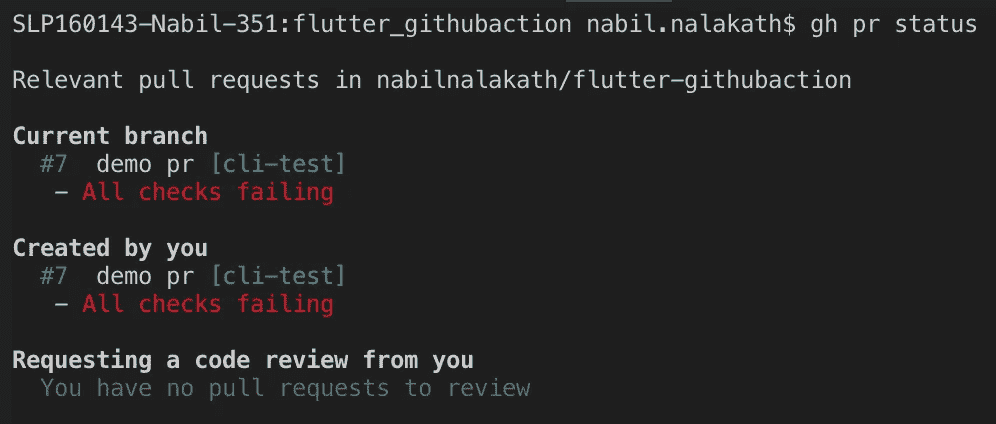 SLP160143-Nabil-351:flutter_githubaction nabil.nalakath$ gh pr status
Relevant pull requests in nabilnalakath/flutter-githubaction
Current branch
#7 demo pr [cli-test]
- All checks failing
Created by you
#7 demo pr [cli-test]
- All checks failing
Requesting a code review from you
You have no pull requests to review